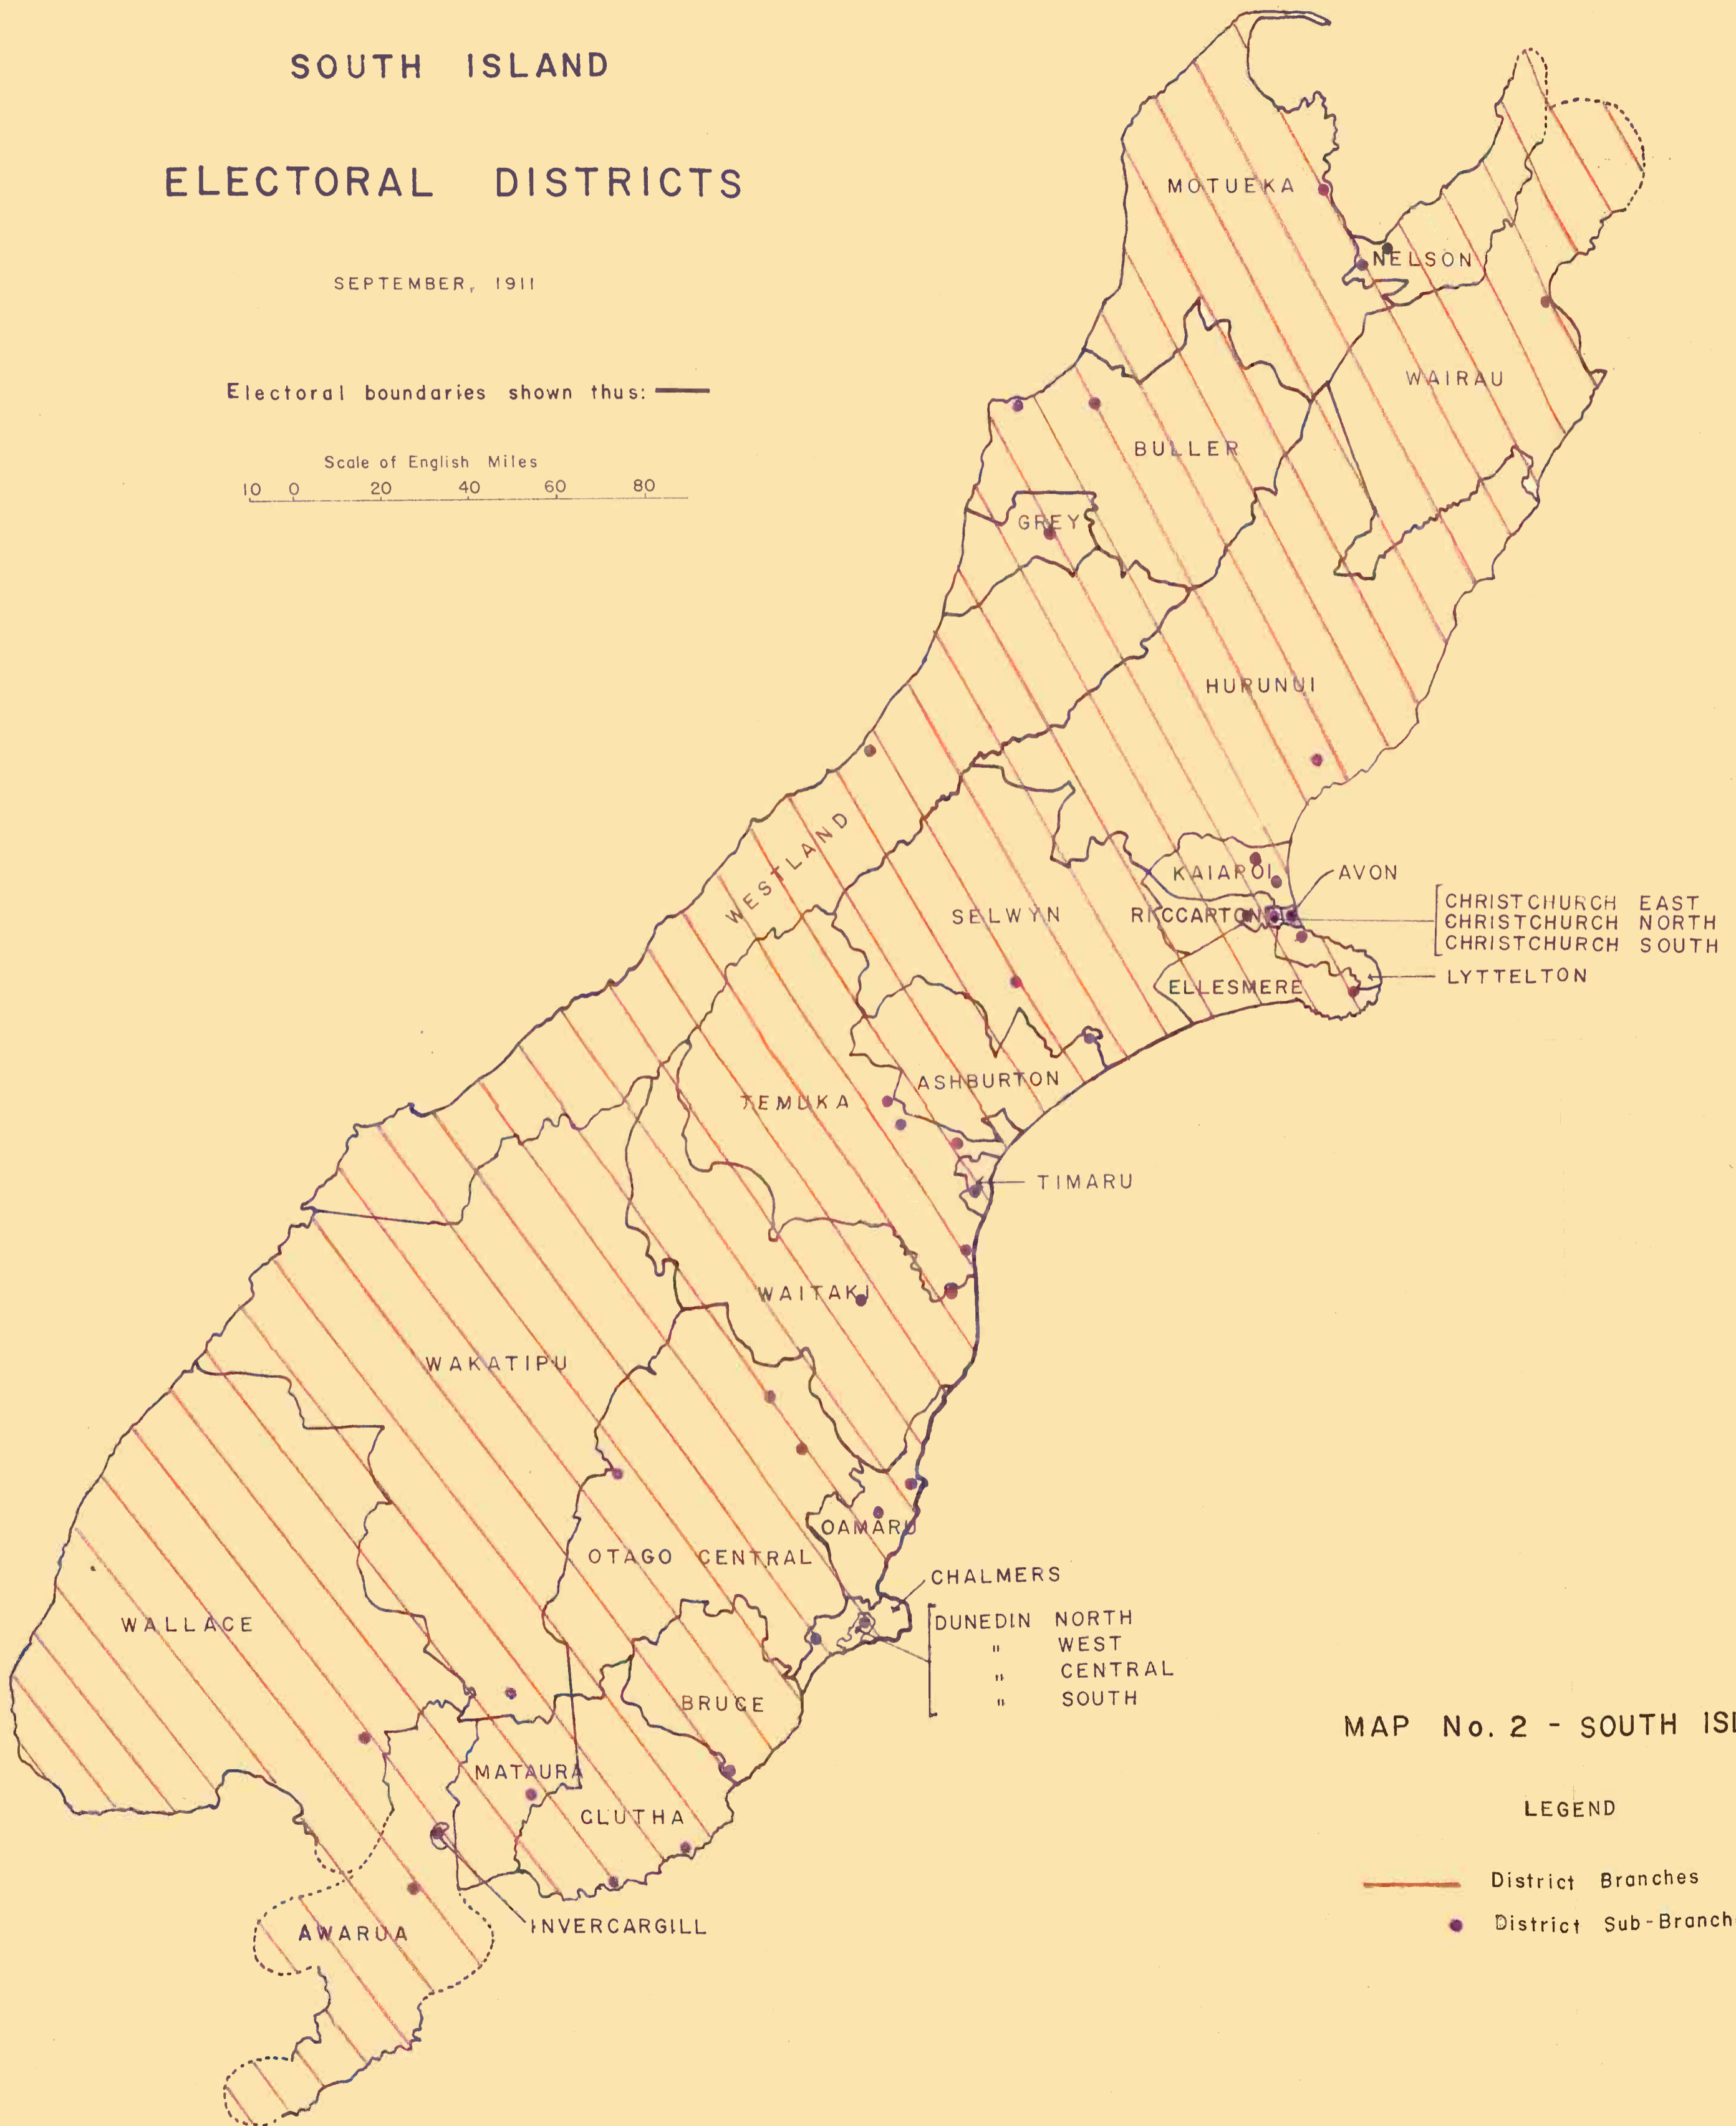 SOUTH ISLAND
ELECTORAL DISTRICTS
SEPTEMBER, 1911
Electoral boundaries shown thus:
Scale of English Miles
10 0 20 40 60 80
MOTUEKA
NELSON
WAIRAU
BULLER
GREY
HURUNUI
WESTLAND
KAIAPOI
AVON
SELWYN
RICCARTON
CHRISTCHURCH EAST
CHRISTCHURCH NORTH
CHRISTCHURCH SOUTH
LYTTELTON
ELLESMERE
ASHBURTON
TEMUKA
TIMARU
WAITAKI
WAKATIPU
OAMARU
OTAGO CENTRAL
CHALMERS
DUNEDIN NORTH
" WEST
" CENTRAL
" SOUTH
WALLACE
BRUCE
MATAURA
CLUTHA
INVERCARGILL
AWARUA
MAP No. 2 - SOUTH
LEGEND
District Branches
District Sub-Branch